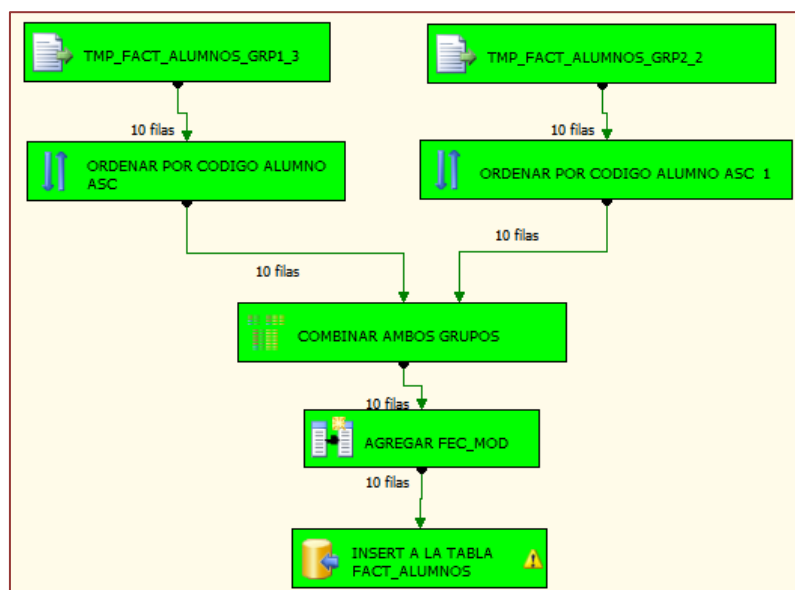 TMP_FACT_ALUMNOS_GRP1_3
TMP_FACT_ALUMNOS_GRP2_2
10 filas
10 filas
ORDENAR POR CODIGO ALUMNO
ASC
ORDENAR POR CODIGO ALUMNO ASC 1
10 filas
10 filas
COMBINAR AMBOS GRUPOS
10 filas
AGREGAR FEC_MOD
10 filas
INSERT A LA TABLA
FACT_ALUMNOS